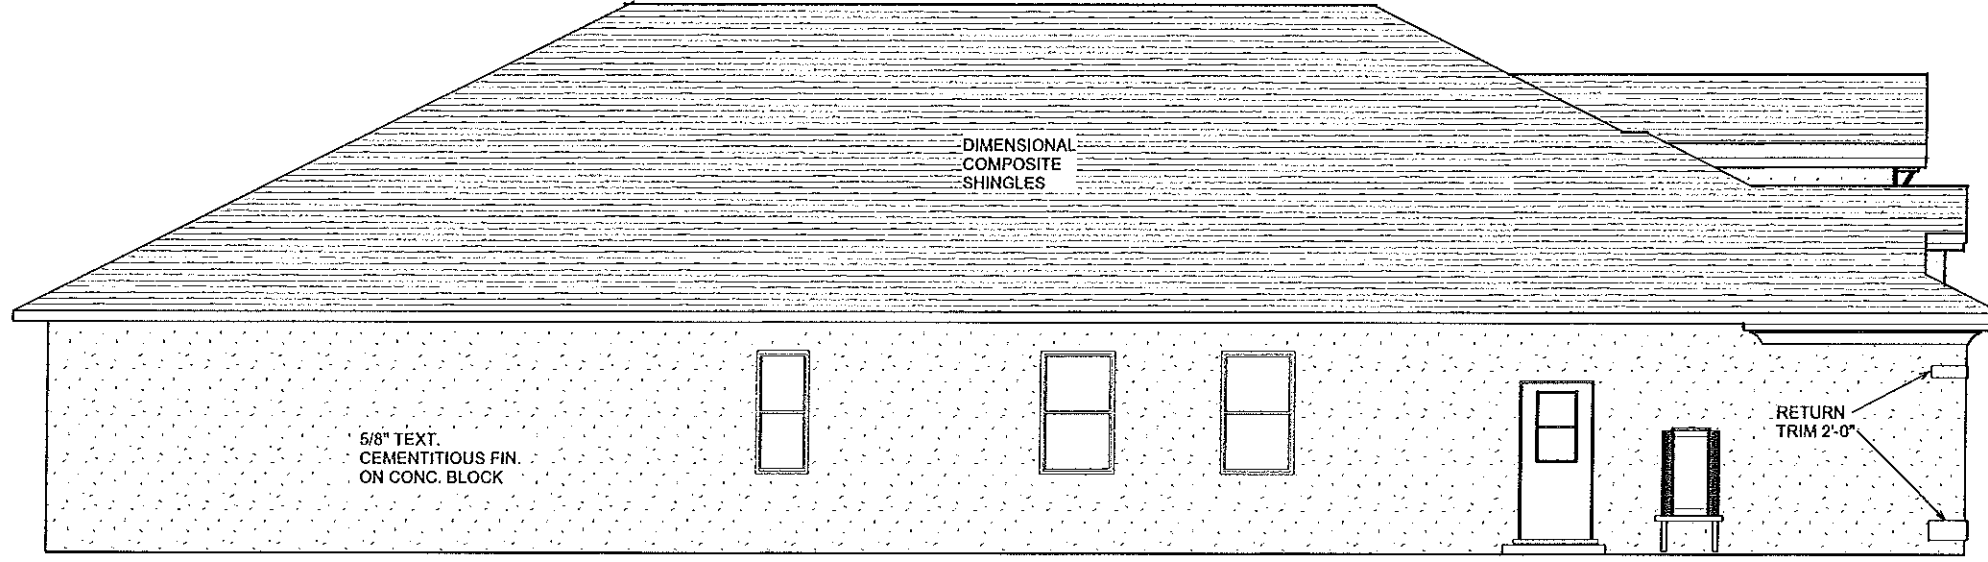 DIMENSIONAL
COMPOSITE
SHINGLES
RETURN
TRIM 2'-0"
5/8" TEXT.
CEMENTITIOUS FIN.
ON CONC. BLOCK